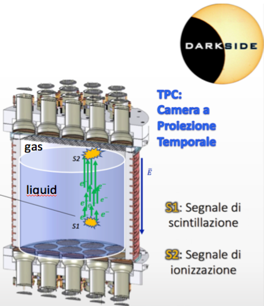 DARKSIDE
TPC:
Camera a
Proiezione
Temporale
gas
S2
E
liquid
e-
e-
e-
e-
S1
S1: Segnale di
scintillazione
S2: Segnale di
ionizzazione